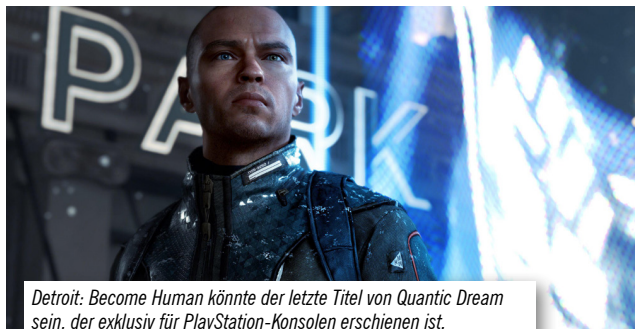 PARK
Detroit: Become Human könnte der letzte Titel von Quantic Dream
sein, der exklusiv für PlayStation-Konsolen erschienen ist.